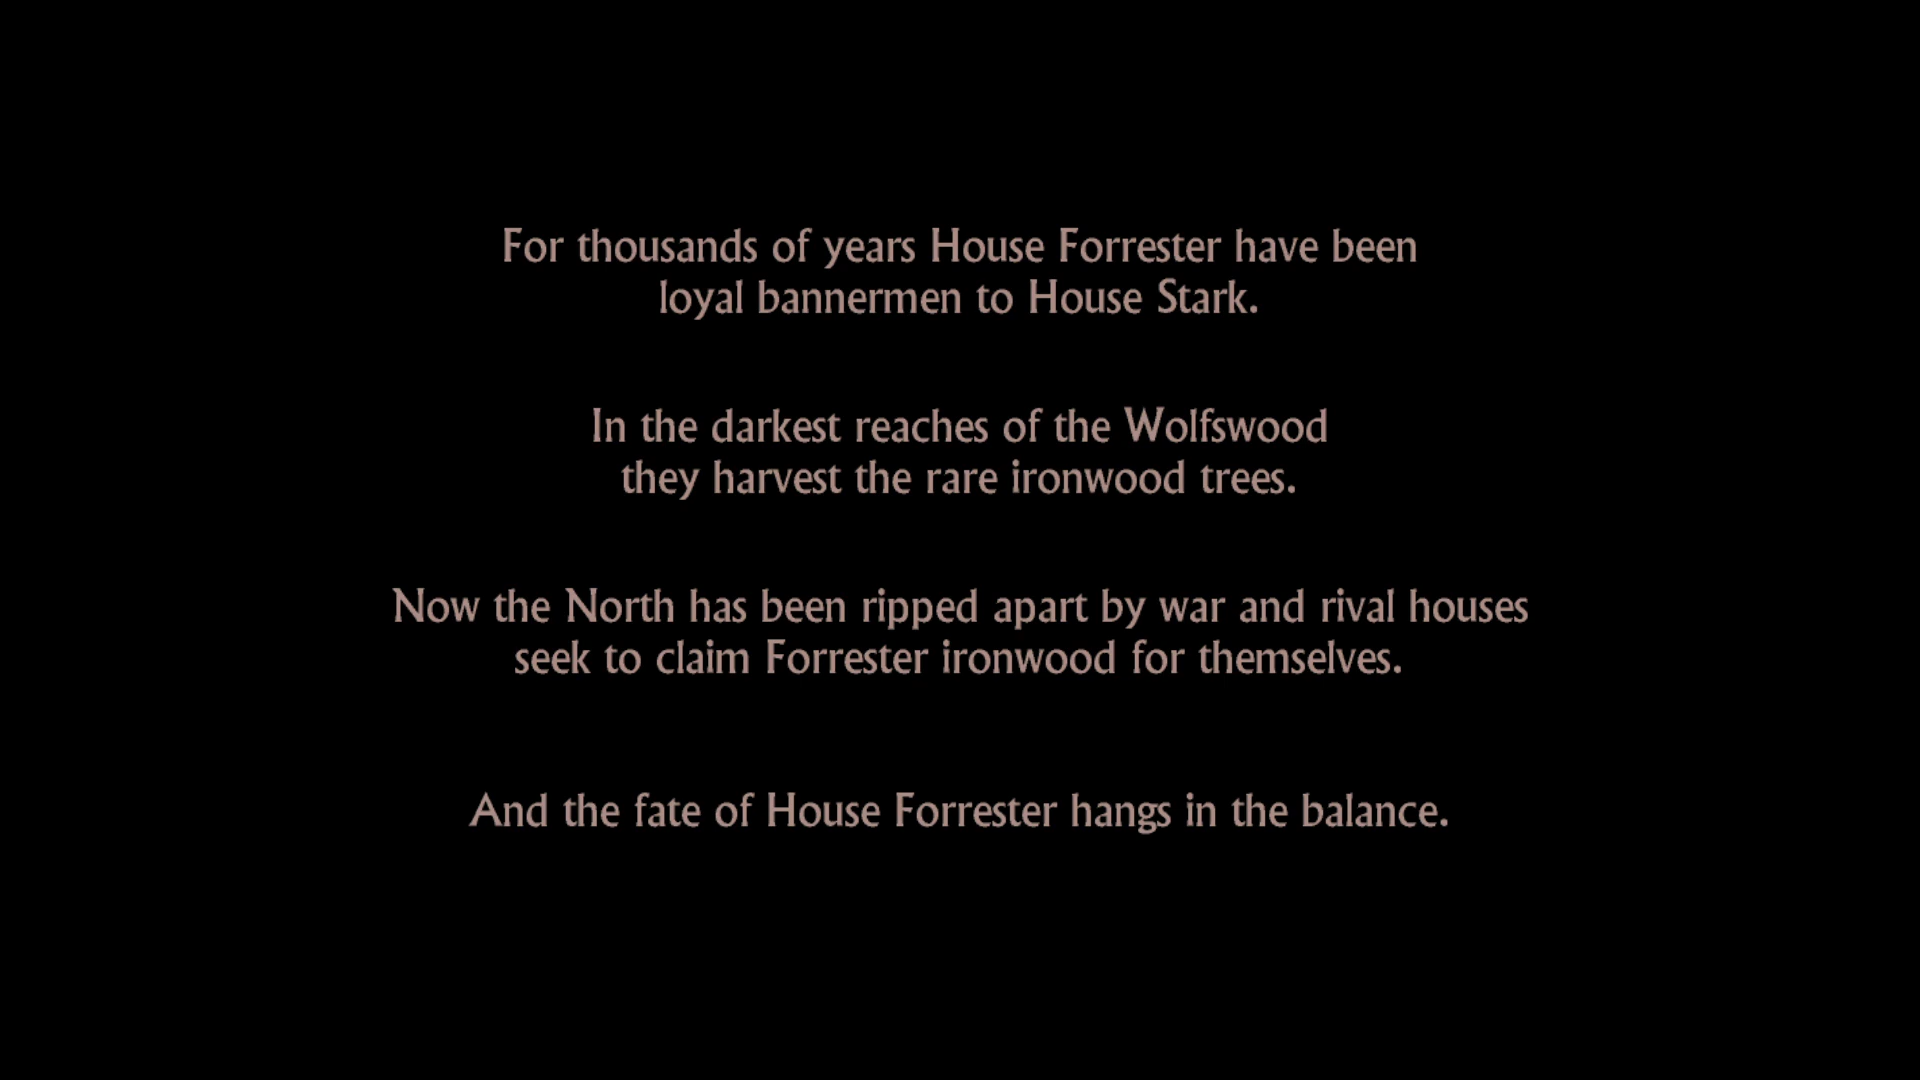 For thousands of years House Forrester have been
loyal bannermen to House Stark.
In the darkest reaches of the Wolfswood
they harvest the rare ironwood trees.
Now the North has been ripped apart by war and rival houses
seek to claim Forrester ironwood for themselves.
And the fate of House Forrester hangs in the balance.